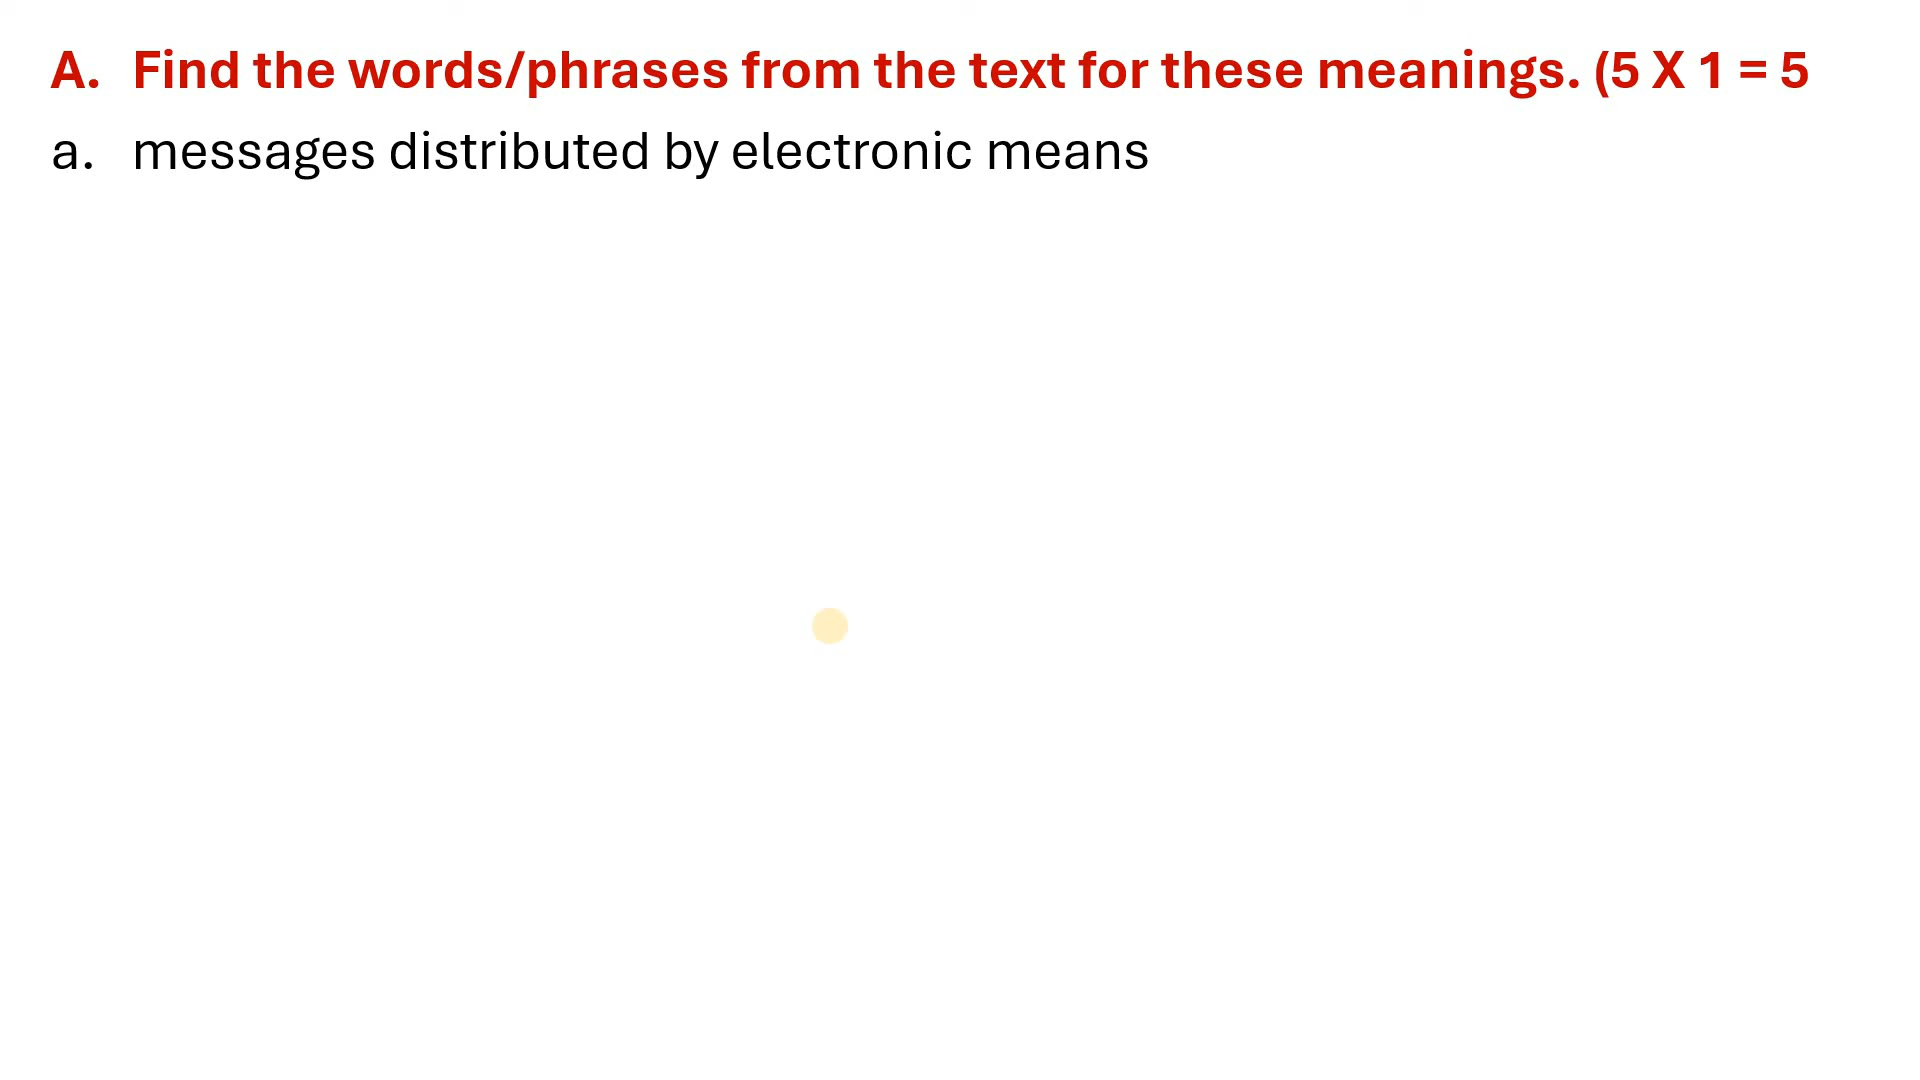 A. Find the words/phrases from the text for these meanings. (5 X 1 = 5
a. messages distributed by electronic means